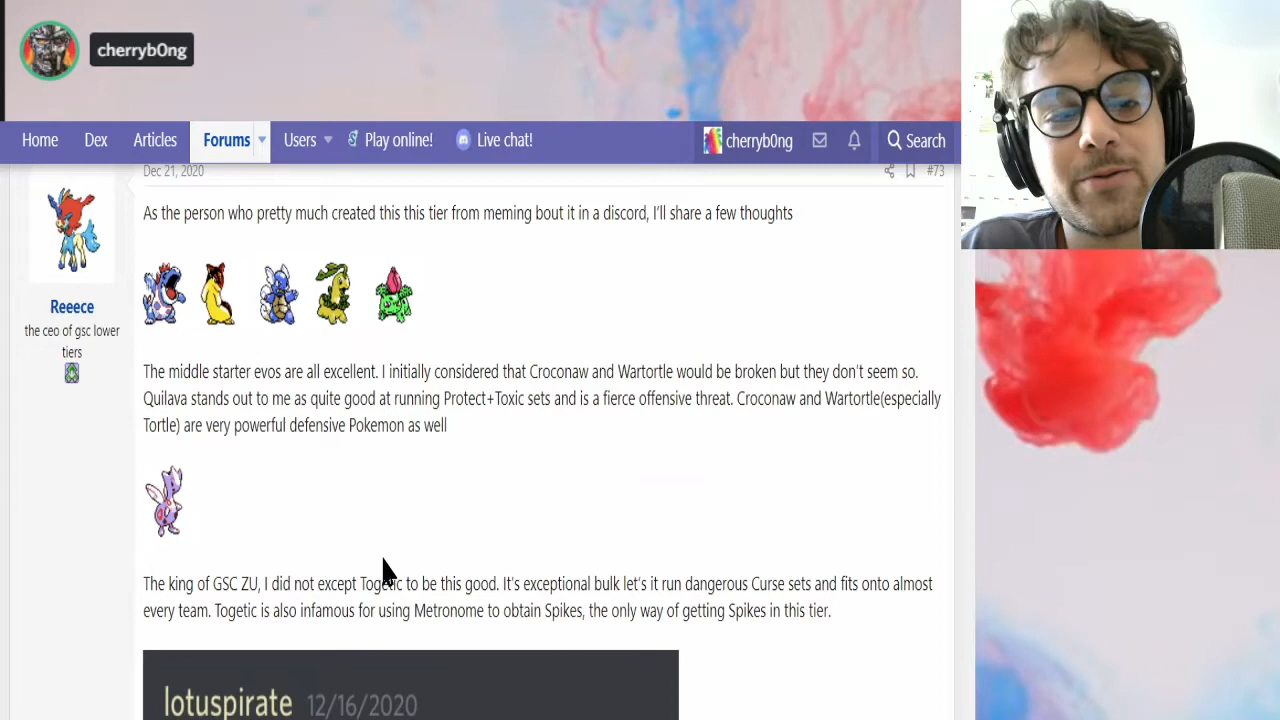 cherryb0ng
Home Dex Articles Forums Users Play online! Live chat! cherryb0ng Search
Dec 21, 2020 #73
As the person who pretty much created this this tier from meming bout it in a discord, I'll share a few thoughts
Reeece
the ceo of gsc lower
tiers
The middle starter evos are all excellent. I initially considered that Croconaw and Wartortle would be broken but they don't seem so.
Quilava stands out to me as quite good at running Protect+Toxic sets and is a fierce offensive threat. Croconaw and Wartortle(especially
Tortle) are very powerful defensive Pokemon as well
The king of GSC ZU, I did not except Togetic to be this good. It's exceptional bulk let's it run dangerous Curse sets and fits onto almost
every team. Togetic is also infamous for using Metronome to obtain Spikes, the only way of getting Spikes in this tier.
lotuspirate 12/16/2020